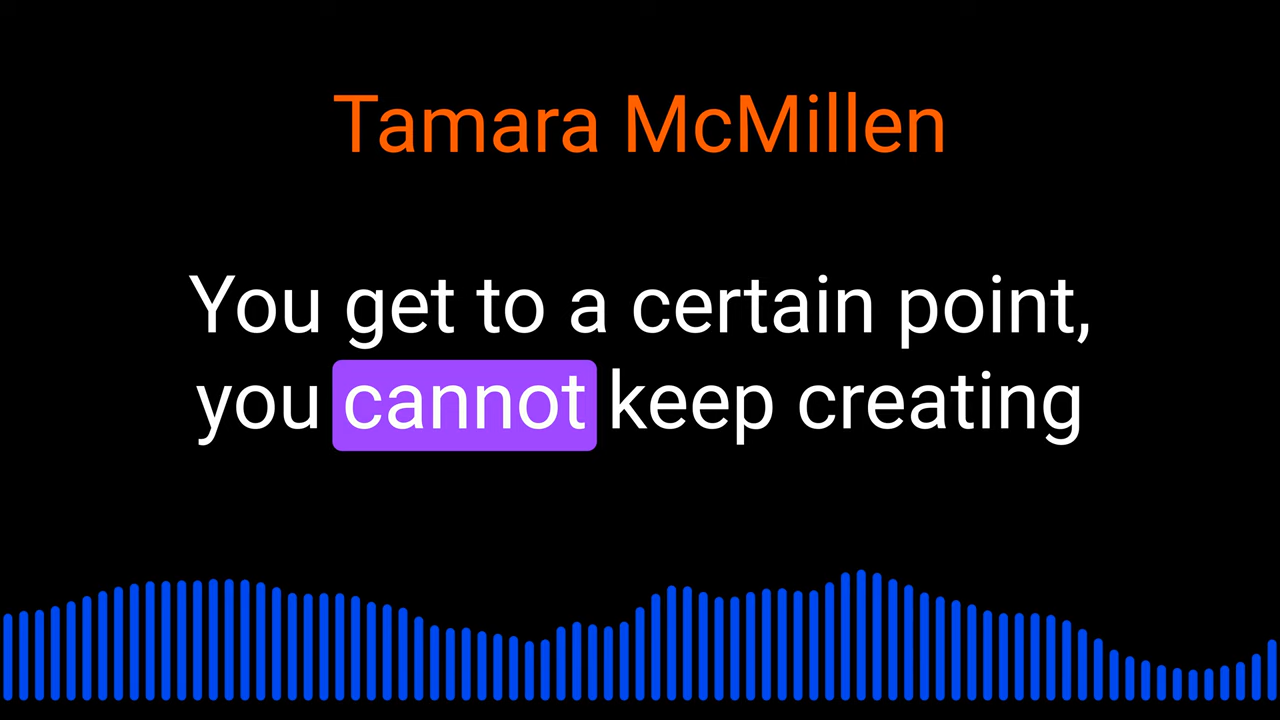 Tamara McMillen
You get to a certain point,
you cannot keep creating